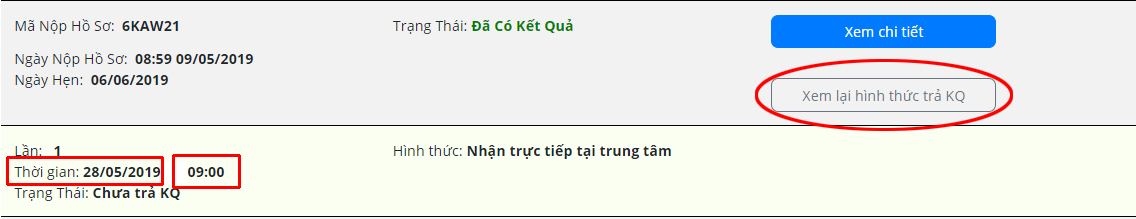 Mã Nộp Hồ Sơ: 6KAW21 Trạng Thái: Đã Có Kết Quả Xem chi tiết
Ngày Nộp Hồ Sơ: 08:59 09/05/2019
Ngày Hẹn: 06/06/2019
Xem lại hình thức trả KQ
Lần: 1 Hình thức: Nhận trực tiếp tại trung tâm
Thời gian: 28/05/2019 09:00
Trạng Thái: Chưa trả KQ